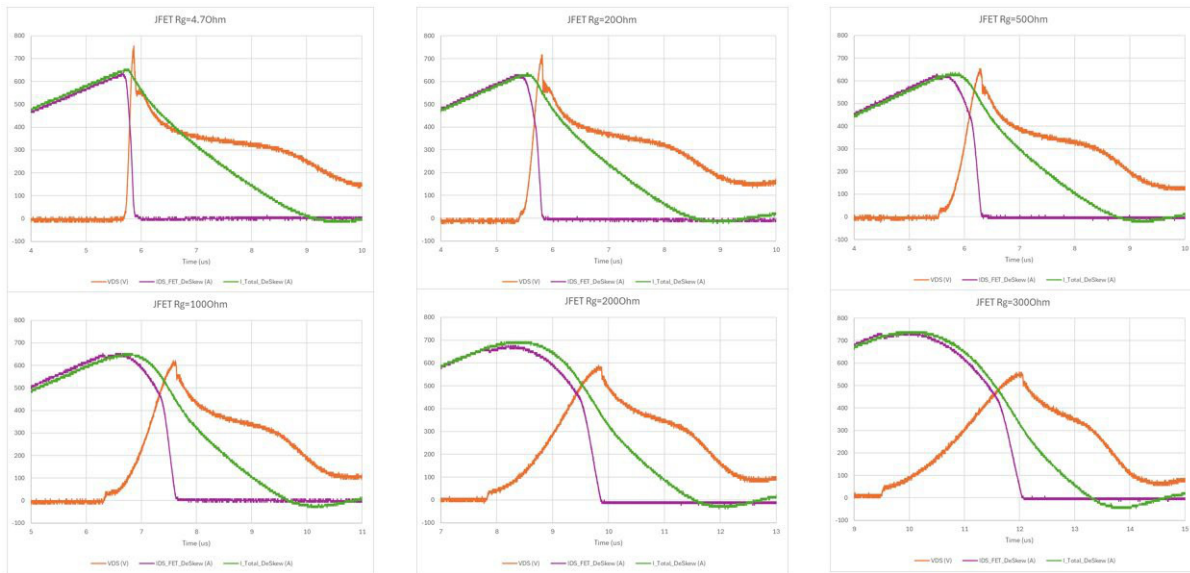 JFET Rg=4.7Ohm
800
700
600
500
400
300
200
100
0
-100
4 5 6 7 8 9 10
Time (us)
VDS (V) IDS_FET_DeSkew (A) I_Total_DeSkew (A)
JFET Rg=20Ohm
800
700
600
500
400
300
200
100
0
-100
4 5 6 7 8 9 10
Time (us)
VDS (V) IDS_FET_DeSkew (A) I_Total_DeSkew (A)
JFET Rg=50Ohm
800
700
600
500
400
300
200
100
0
-100
4 5 6 7 8 9 10
Time (us)
VDS (V) IDS_FET_DeSkew (A) I_Total_DeSkew (A)
JFET Rg=100Ohm
800
700
600
500
400
300
200
100
0
-100
5 6 7 8 9 10 11
Time (us)
VDS (V) IDS_FET_DeSkew (A) I_Total_DeSkew (A)
JFET Rg=200Ohm
800
700
600
500
400
300
200
100
0
-100
7 8 9 10 11 12 13
Time (us)
VDS (V) IDS_FET_DeSkew (A) I_Total_DeSkew (A)
JFET Rg=300Ohm
800
700
600
500
400
300
200
100
0
-100
9 10 11 12 13 14 15
Time (us)
VDS (V) IDS_FET_DeSkew (A) I_Total_DeSkew (A)